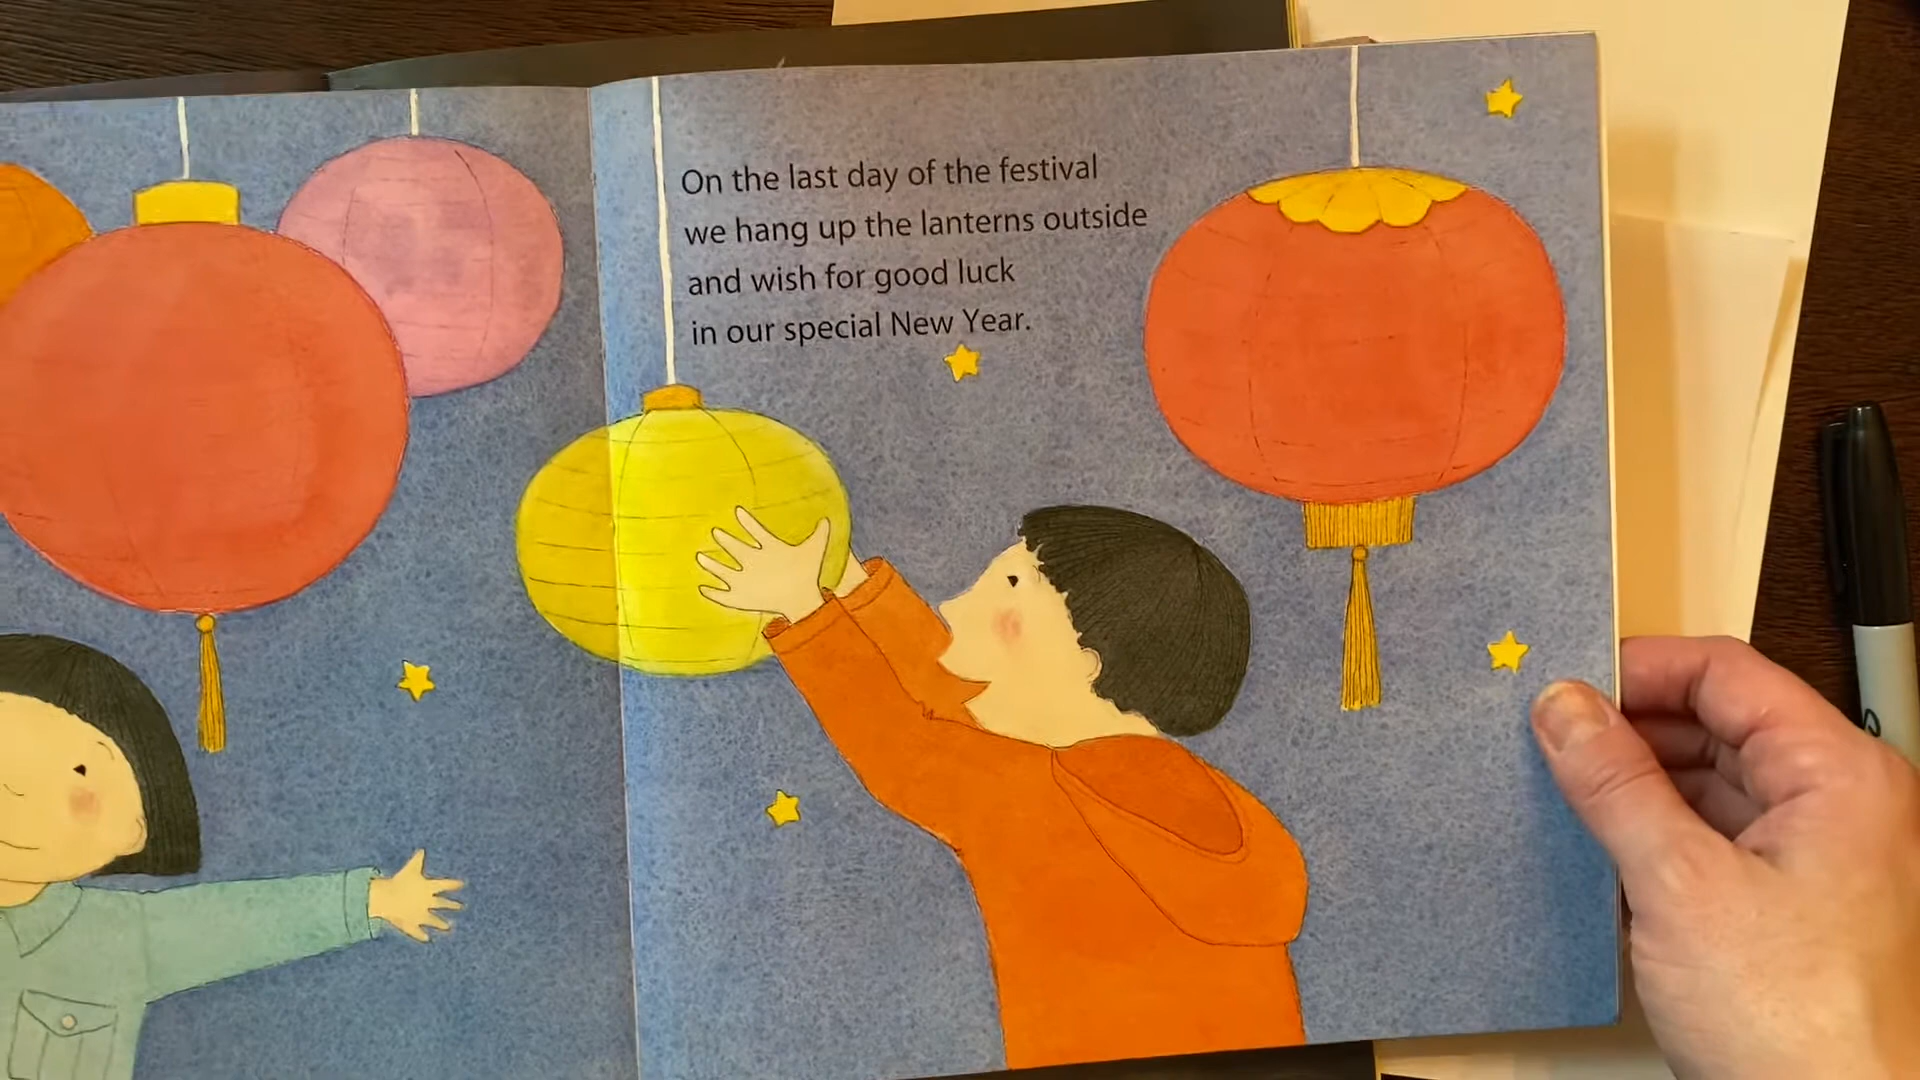 On the last day of the festival
we hang up the lanterns outside
and wish for good luck
in our special New Year.